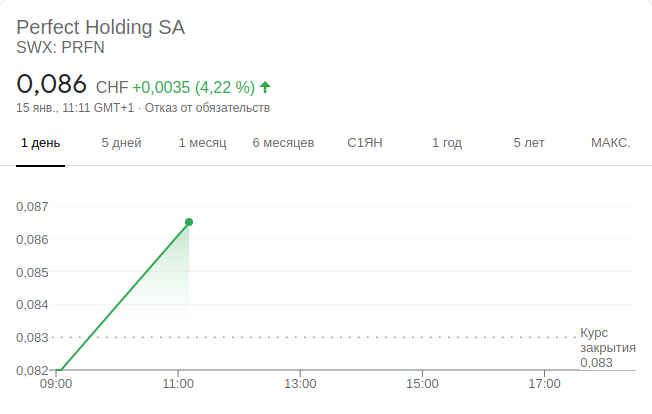 Perfect Holding SA
SWX: PRFN
0,086 CHF +0,0035 (4,22 %)
15 янв., 11:11 GMT+1 · Отказ от обязательств
1 день 5 дней 1 месяц 6 месяцев С1ЯН 1 год 5 лет МАКС.
0,087
0,086
0,085
0,084
0,083
0,082
Курс
закрытия
0,083
09:00 11:00 13:00 15:00 17:00